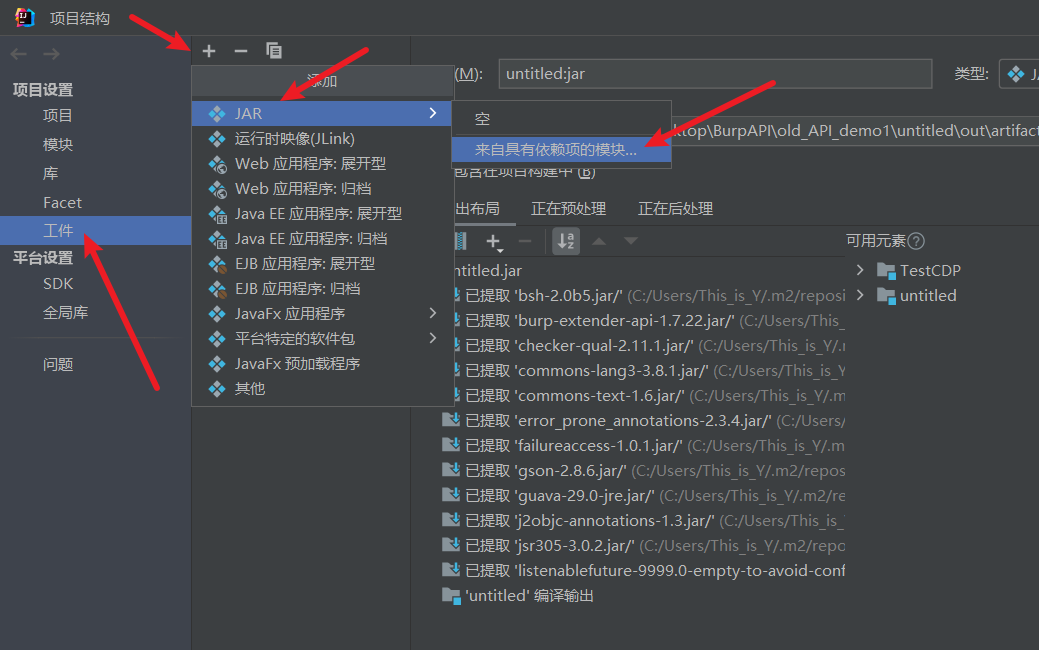 项目结构
项目设置
项目
模块
库
Facet
工件
平台设置
SDK
全局库
问题
添加
JAR
运行时映像(JLink)
Web 应用程序: 展开型
Web 应用程序: 归档
Java EE 应用程序: 展开型
Java EE 应用程序: 归档
EJB 应用程序: 展开型
EJB 应用程序: 归档
JavaFx 应用程序
平台特定的软件包
JavaFx 预加载程序
其他
空
来自具有依赖项的模块...
(M): untitled:jar 类型: JA
ktop\BurpAPI\old_API_demo1\untitled\out\artifact
包含在项目构建中 (B)
出布局 正在预处理 正在后处理
可用元素
TestCDP
untitled
ntitled.jar
已提取 'bsh-2.0b5.jar/' (C:/Users/This_is_Y/.m2/reposi
已提取 'burp-extender-api-1.7.22.jar/' (C:/Users/This_
已提取 'checker-qual-2.11.1.jar/' (C:/Users/This_is_Y/.r
已提取 'commons-lang3-3.8.1.jar/' (C:/Users/This_is_Y
已提取 'commons-text-1.6.jar/' (C:/Users/This_is_Y/.m
已提取 'error_prone_annotations-2.3.4.jar/' (C:/Users/
已提取 'failureaccess-1.0.1.jar/' (C:/Users/This_is_Y/.m
已提取 'gson-2.8.6.jar/' (C:/Users/This_is_Y/.m2/repos
已提取 'guava-29.0-jre.jar/' (C:/Users/This_is_Y/.m2/re
已提取 'j2objc-annotations-1.3.jar/' (C:/Users/This_is_
已提取 'jsr305-3.0.2.jar/' (C:/Users/This_is_Y/.m2/repo
已提取 'listenablefuture-9999.0-empty-to-avoid-conf
'untitled' 编译输出